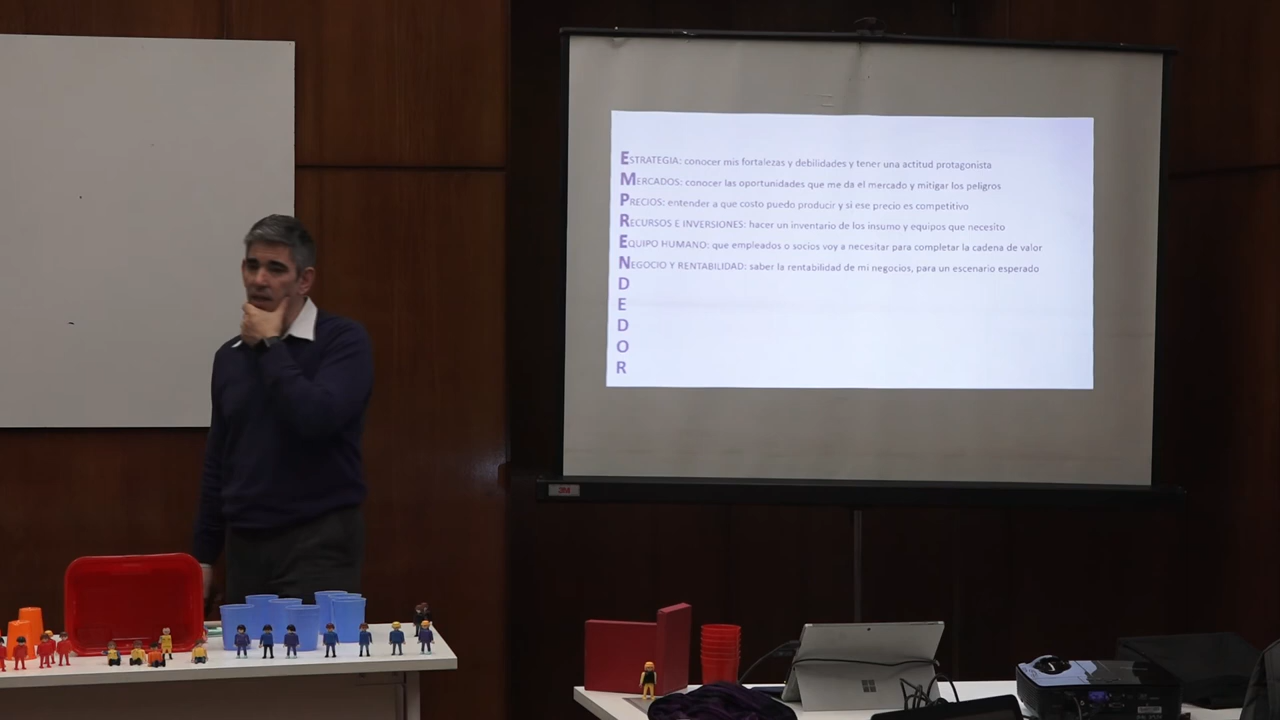 ESTRATEGIA: conocer mis fortalezas y debilidades y tener una actitud protagonista
MERCADOS: conocer las oportunidades que me da el mercado y mitigar los peligros
PRECIOS: entender a que costo puedo producir y si ese precio es competitivo
RECURSOS E INVERSIONES: hacer un inventario de los insumo y equipos que necesito
EQUIPO HUMANO: que empleados o socios voy a necesitar para completar la cadena de valor
NEGOCIO Y RENTABILIDAD: saber la rentabilidad de mi negocios, para un escenario esperado
D
E
D
O
R
3M